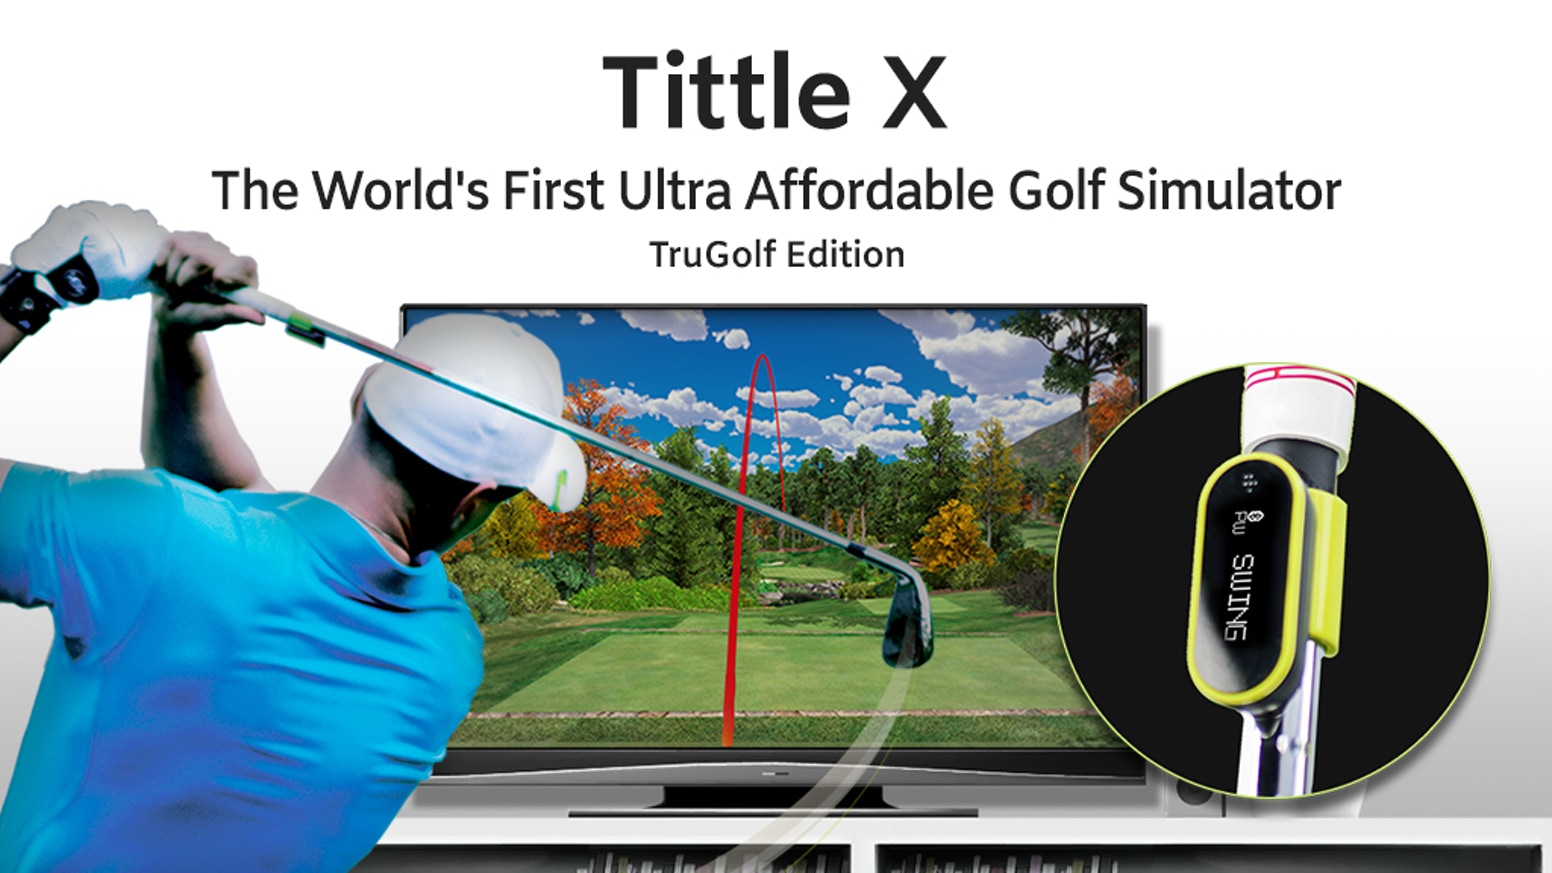 Tittle X
The World's First Ultra Affordable Golf Simulator
TruGolf Edition
PW
SWING